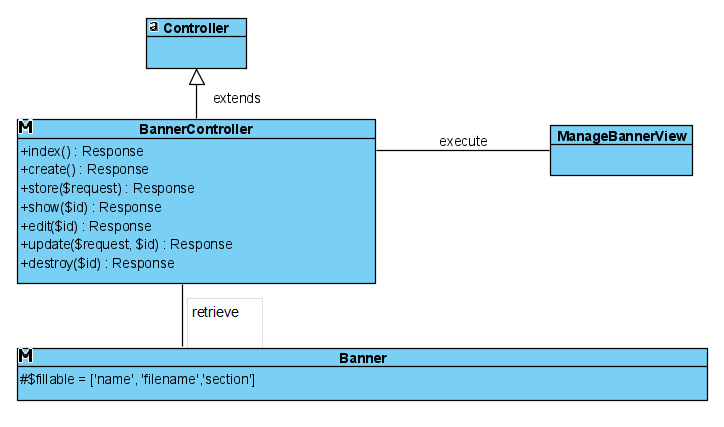 a Controller
extends
M
BannerController
+index() : Response
+create() : Response
+store($request) : Response
+show($id) : Response
+edit($id) : Response
+update($request, $id) : Response
+destroy($id) : Response
execute
ManageBannerView
retrieve
M
Banner
#$fillable = ['name', 'filename','section']